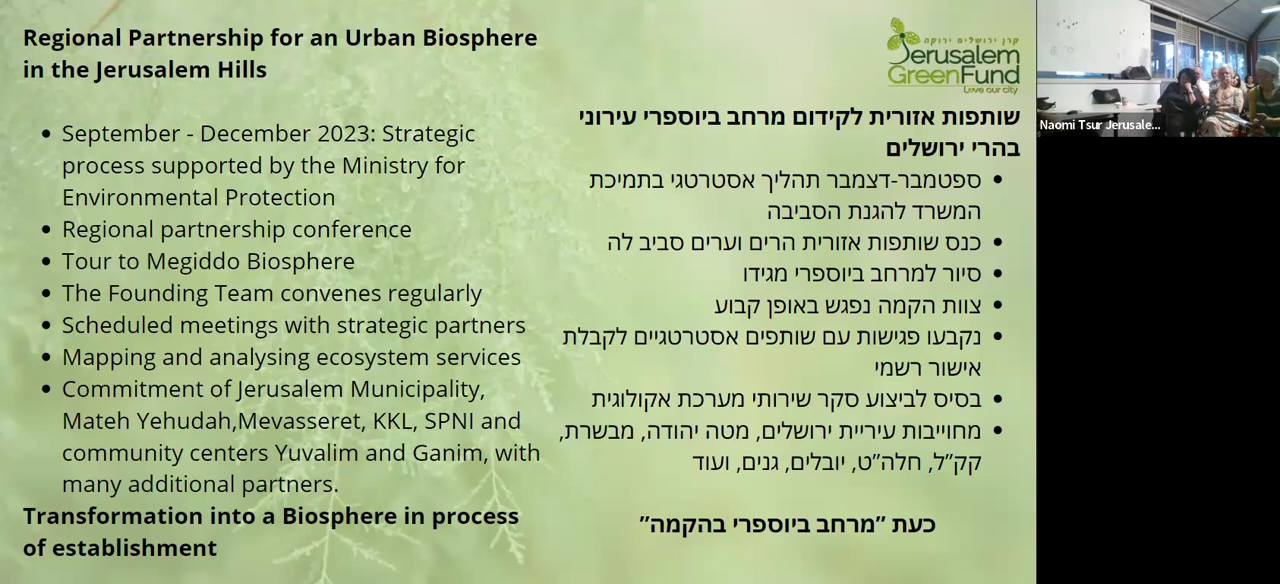 Regional Partnership for an Urban Biosphere
in the Jerusalem Hills
• September - December 2023: Strategic
process supported by the Ministry for
Environmental Protection
• Regional partnership conference
• Tour to Megiddo Biosphere
• The Founding Team convenes regularly
• Scheduled meetings with strategic partners
• Mapping and analysing ecosystem services
• Commitment of Jerusalem Municipality,
Mateh Yehudah,Mevasseret, KKL, SPNI and
community centers Yuvalim and Ganim, with
many additional partners.
Transformation into a Biosphere in process
of establishment
קרן ירושלים ירוקה
Jerusalem
GreenFund
Love our city
שותפות אזורית לקידום מרחב ביוספרי עירוני
בהרי ירושלים
• ספטמבר-דצמבר תהליך אסטרטגי בתמיכת
המשרד להגנת הסביבה
• כנס שותפות אזורית הרים וערים סביב לה
• סיור למרחב ביוספרי מגידו
• צוות הקמה נפגש באופן קבוע
• נקבעו פגישות עם שותפים אסטרטגיים לקבלת
אישור רשמי
• בסיס לביצוע סקר שירותי מערכת אקולוגית
• מחוייבות עיריית ירושלים, מטה יהודה, מבשרת,
קק"ל, חלה"ט, יובלים, גנים, ועוד
כעת "מרחב ביוספרי בהקמה"
Naomi Tsur Jerusale...